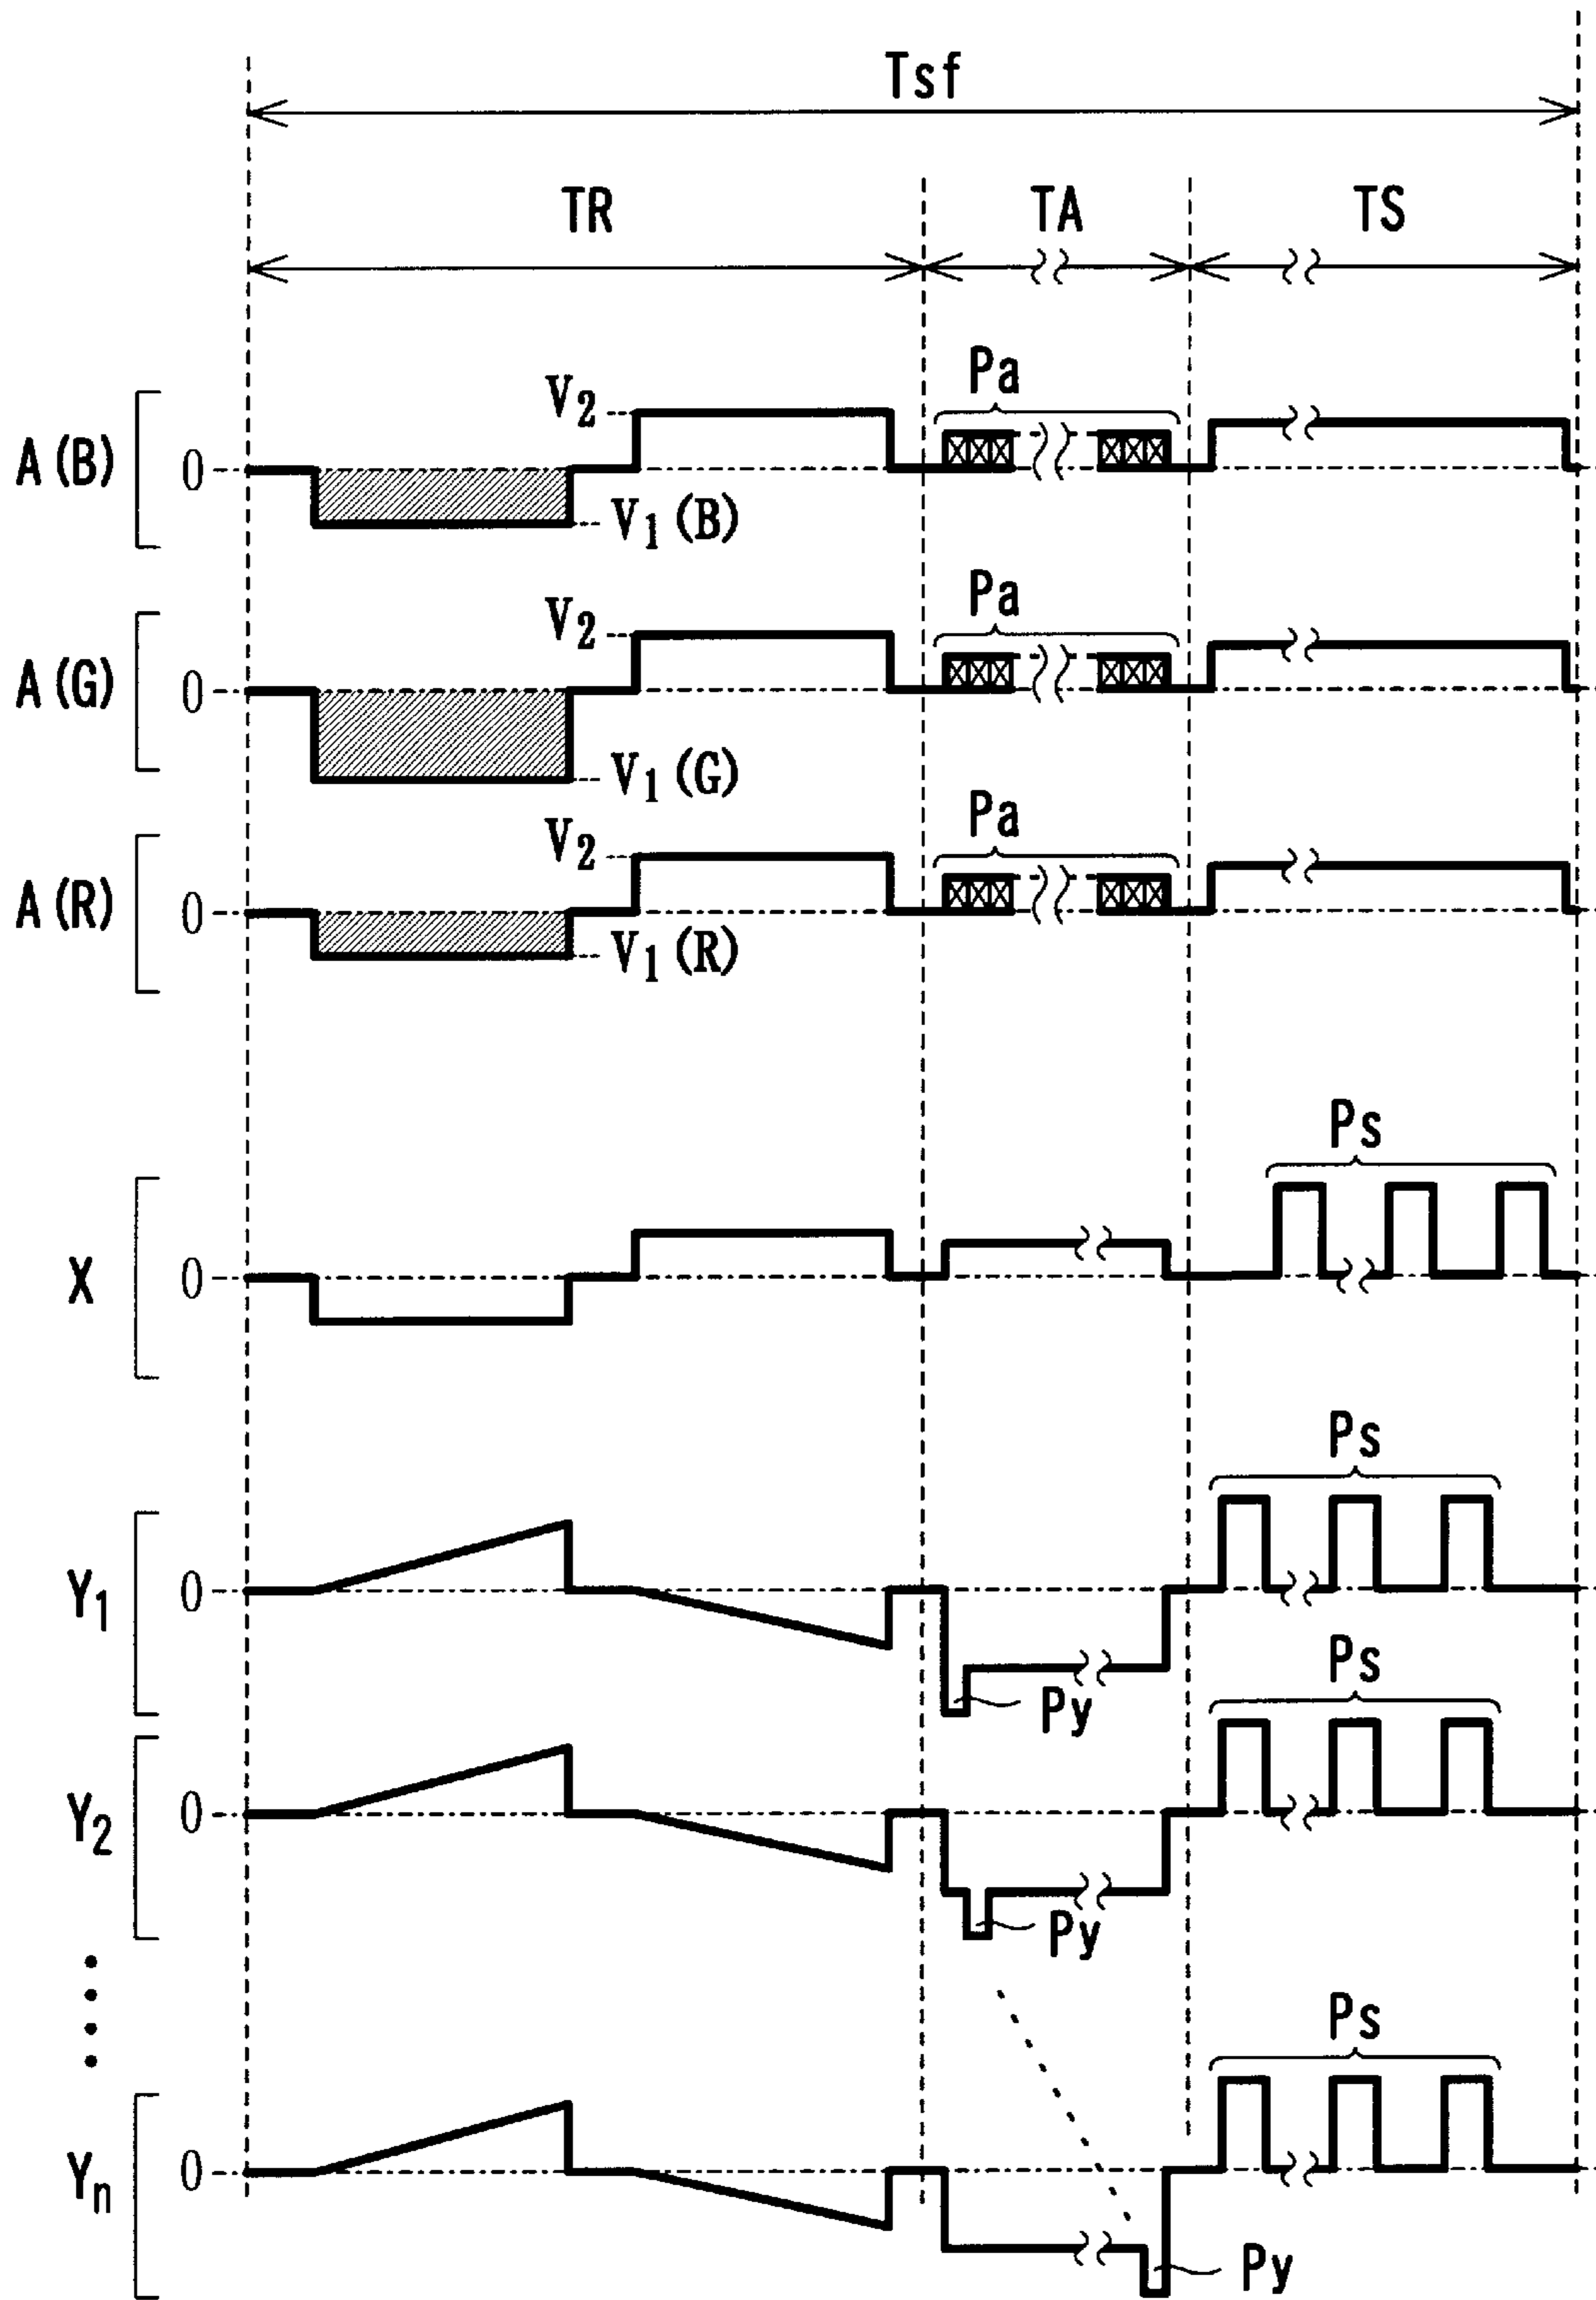 Tsf
TR TA TS
A(B) 0 V2 V1(B) Pa
A(G) 0 V2 V1(G) Pa
A(R) 0 V2 V1(R) Pa
X 0 Ps
Y1 0 Py Ps
Y2 0 Py Ps
Yn 0 Py Ps